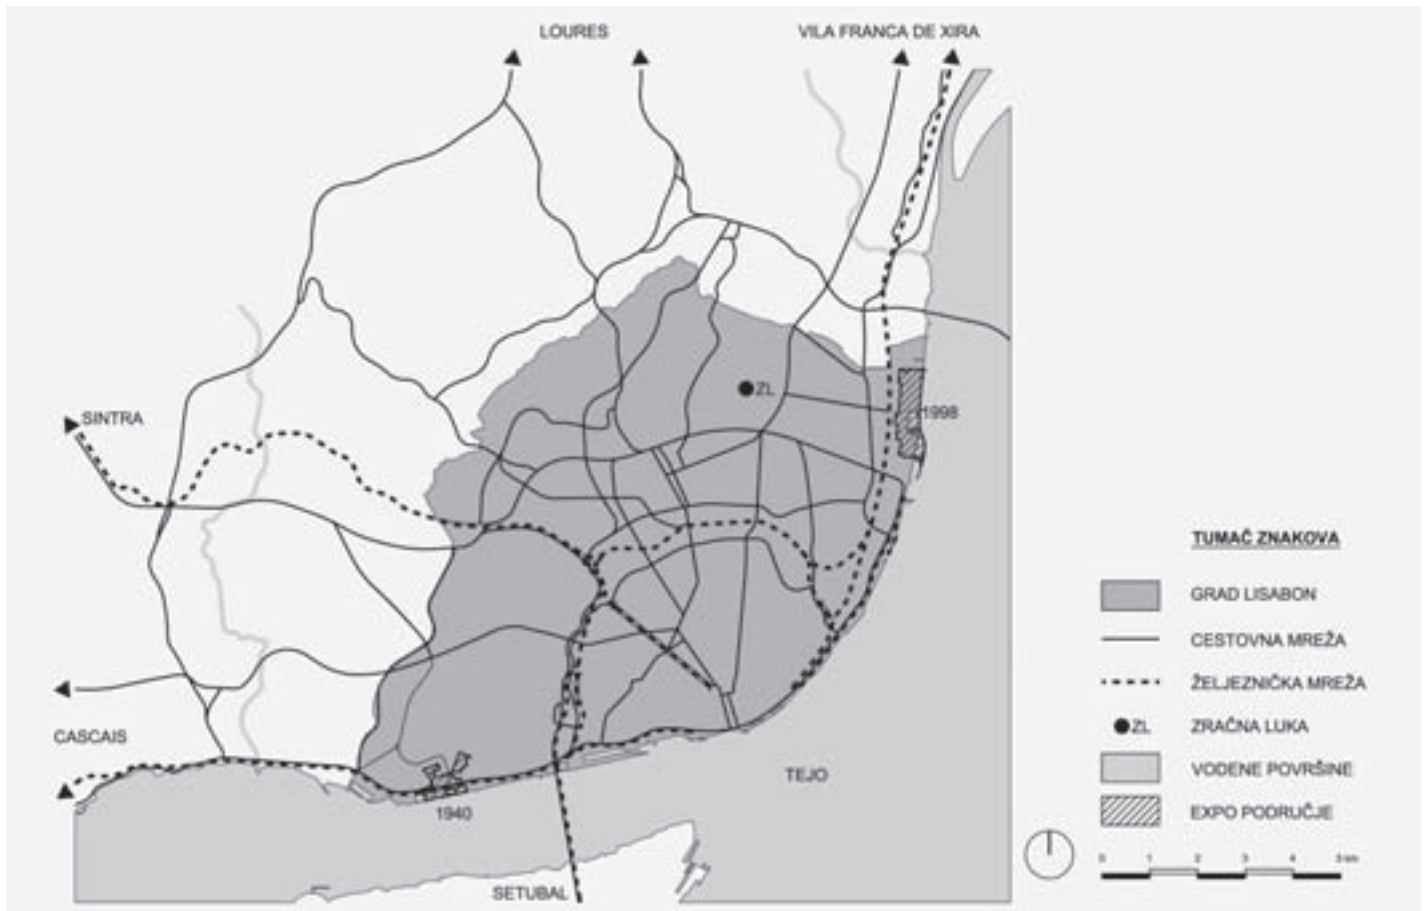 LOURES
VILA FRANCA DE XIRA
ZL
1998
SINTRA
CASCAIS
1940
TEJO
SETUBAL
TUMAČ ZNAKOVA
GRAD LISABON
CESTOVNA MREŽA
ŽELJEZNIČKA MREŽA
ZL ZRAČNA LUKA
VODENE POVRŠINE
EXPO PODRUČJE
0 1 2 3 4 5 km